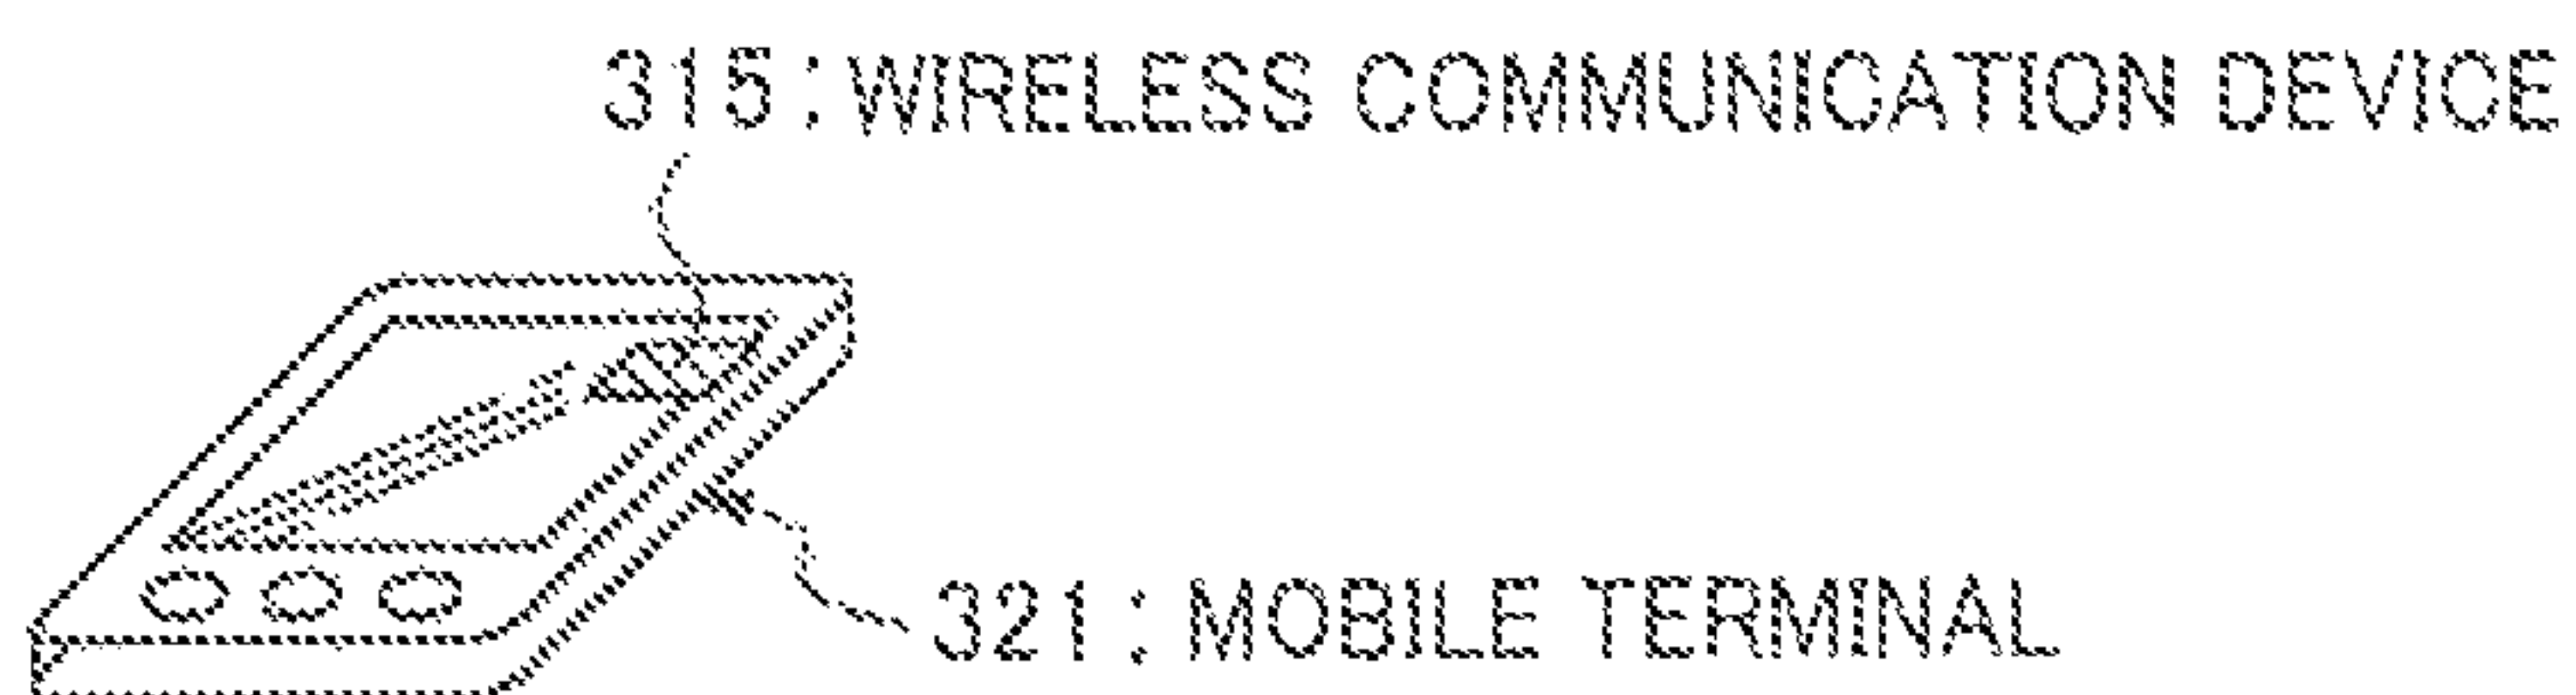 315 : WIRELESS COMMUNICATION DEVICE
321 : MOBILE TERMINAL